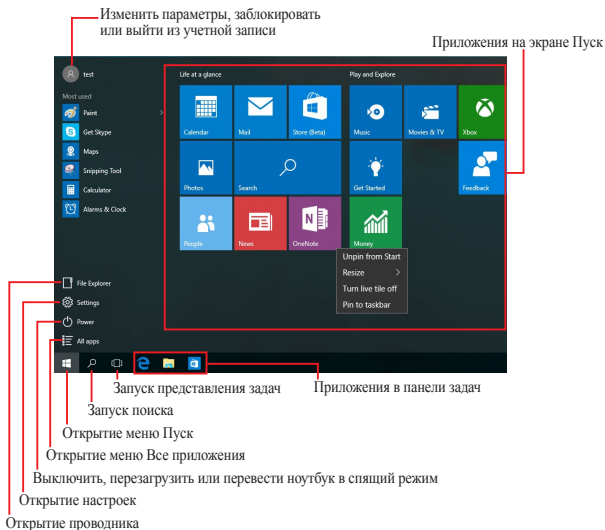 Изменить параметры, заблокировать
или выйти из учетной записи
Приложения на экране Пуск
test
Life at a glance
Play and Explore
Most used
Paint
Get Skype
Maps
Snipping Tool
Calculator
Alarms & Clock
Calendar
Mail
Store (Beta)
Music
Movies & TV
Xbox
Photos
Search
Get Started
Feedback
People
News
OneNote
Money
Unpin from Start
Resize
Turn live tile off
Pin to taskbar
File Explorer
Settings
Power
All apps
Запуск представления задач
Приложения в панели задач
Запуск поиска
Открытие меню Пуск
Открытие меню Все приложения
Выключить, перезагрузить или перевести ноутбук в спящий режим
Открытие настроек
Открытие проводника